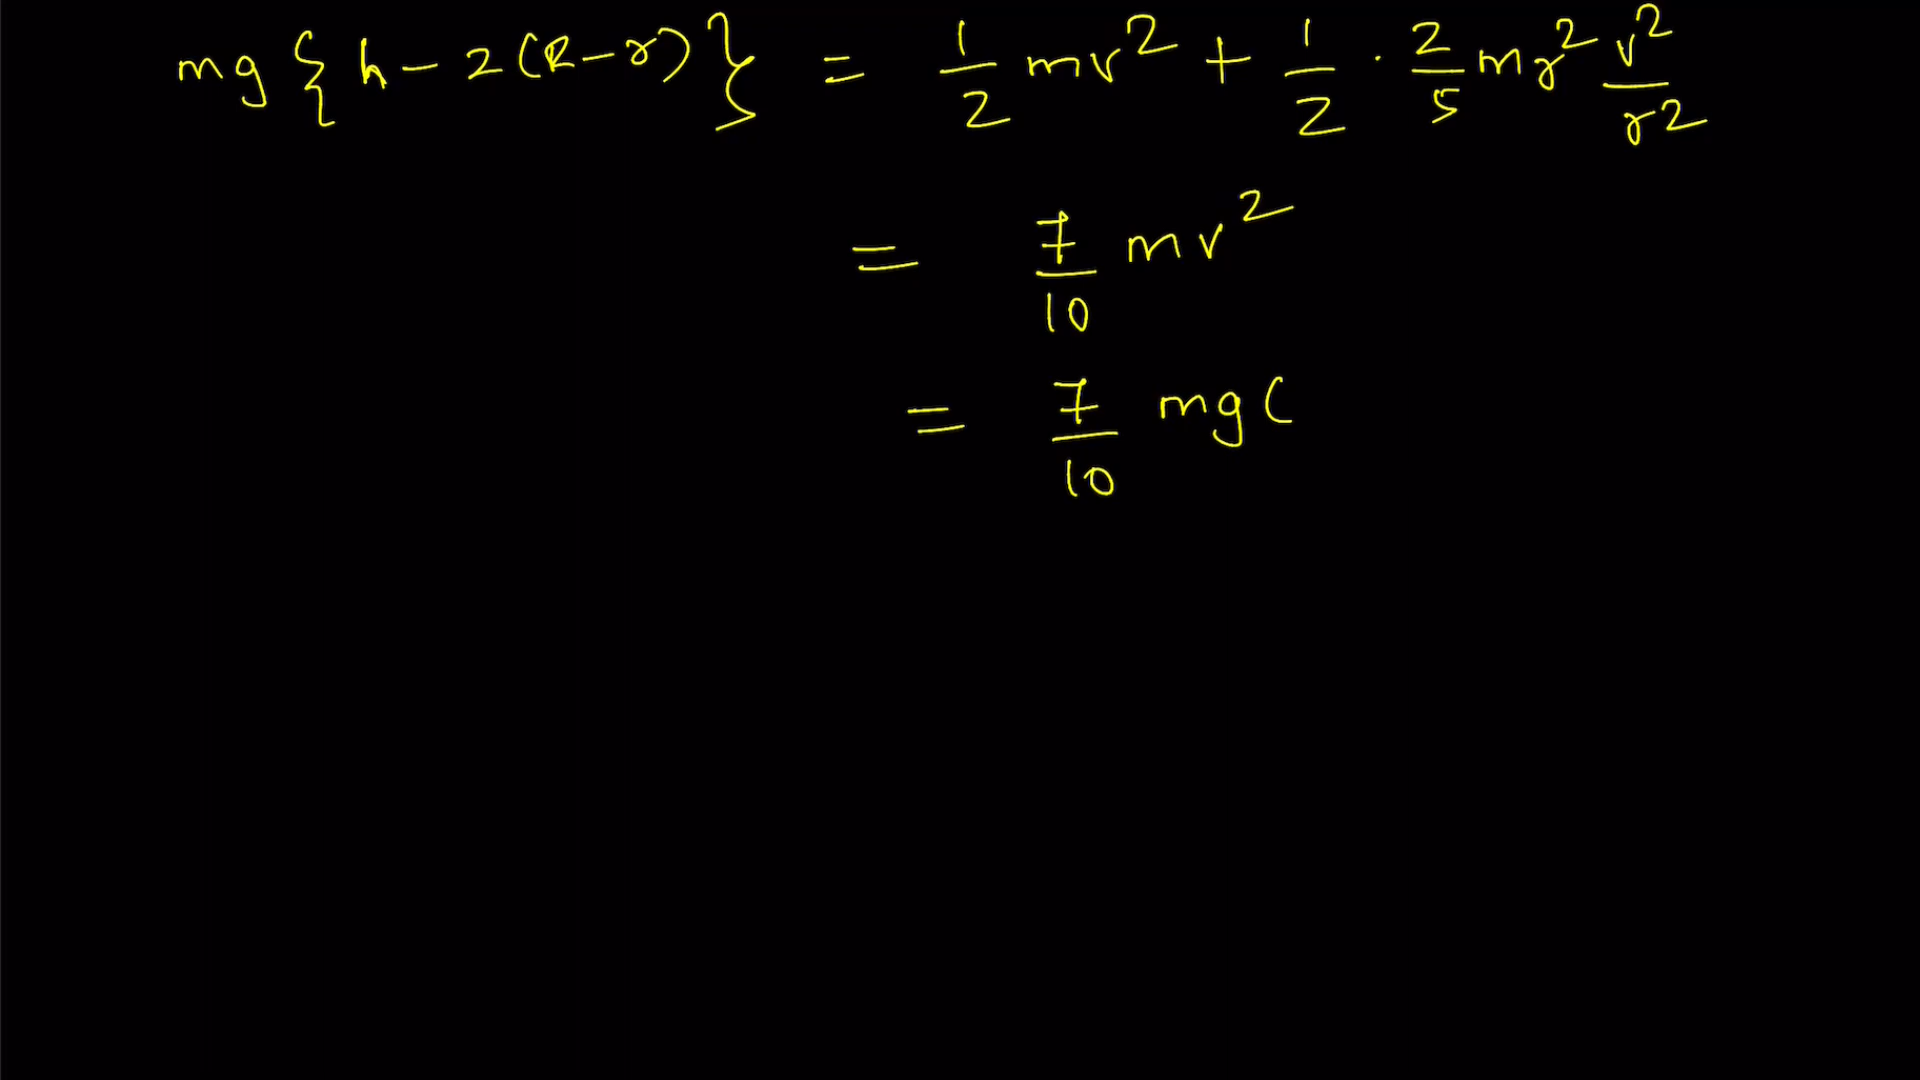 mg{h-2(R-r)} = 1/2 mv² + 1/2 · 2/5 mr² v²/r2
= 7/10 mv²
= 7/10 mg(